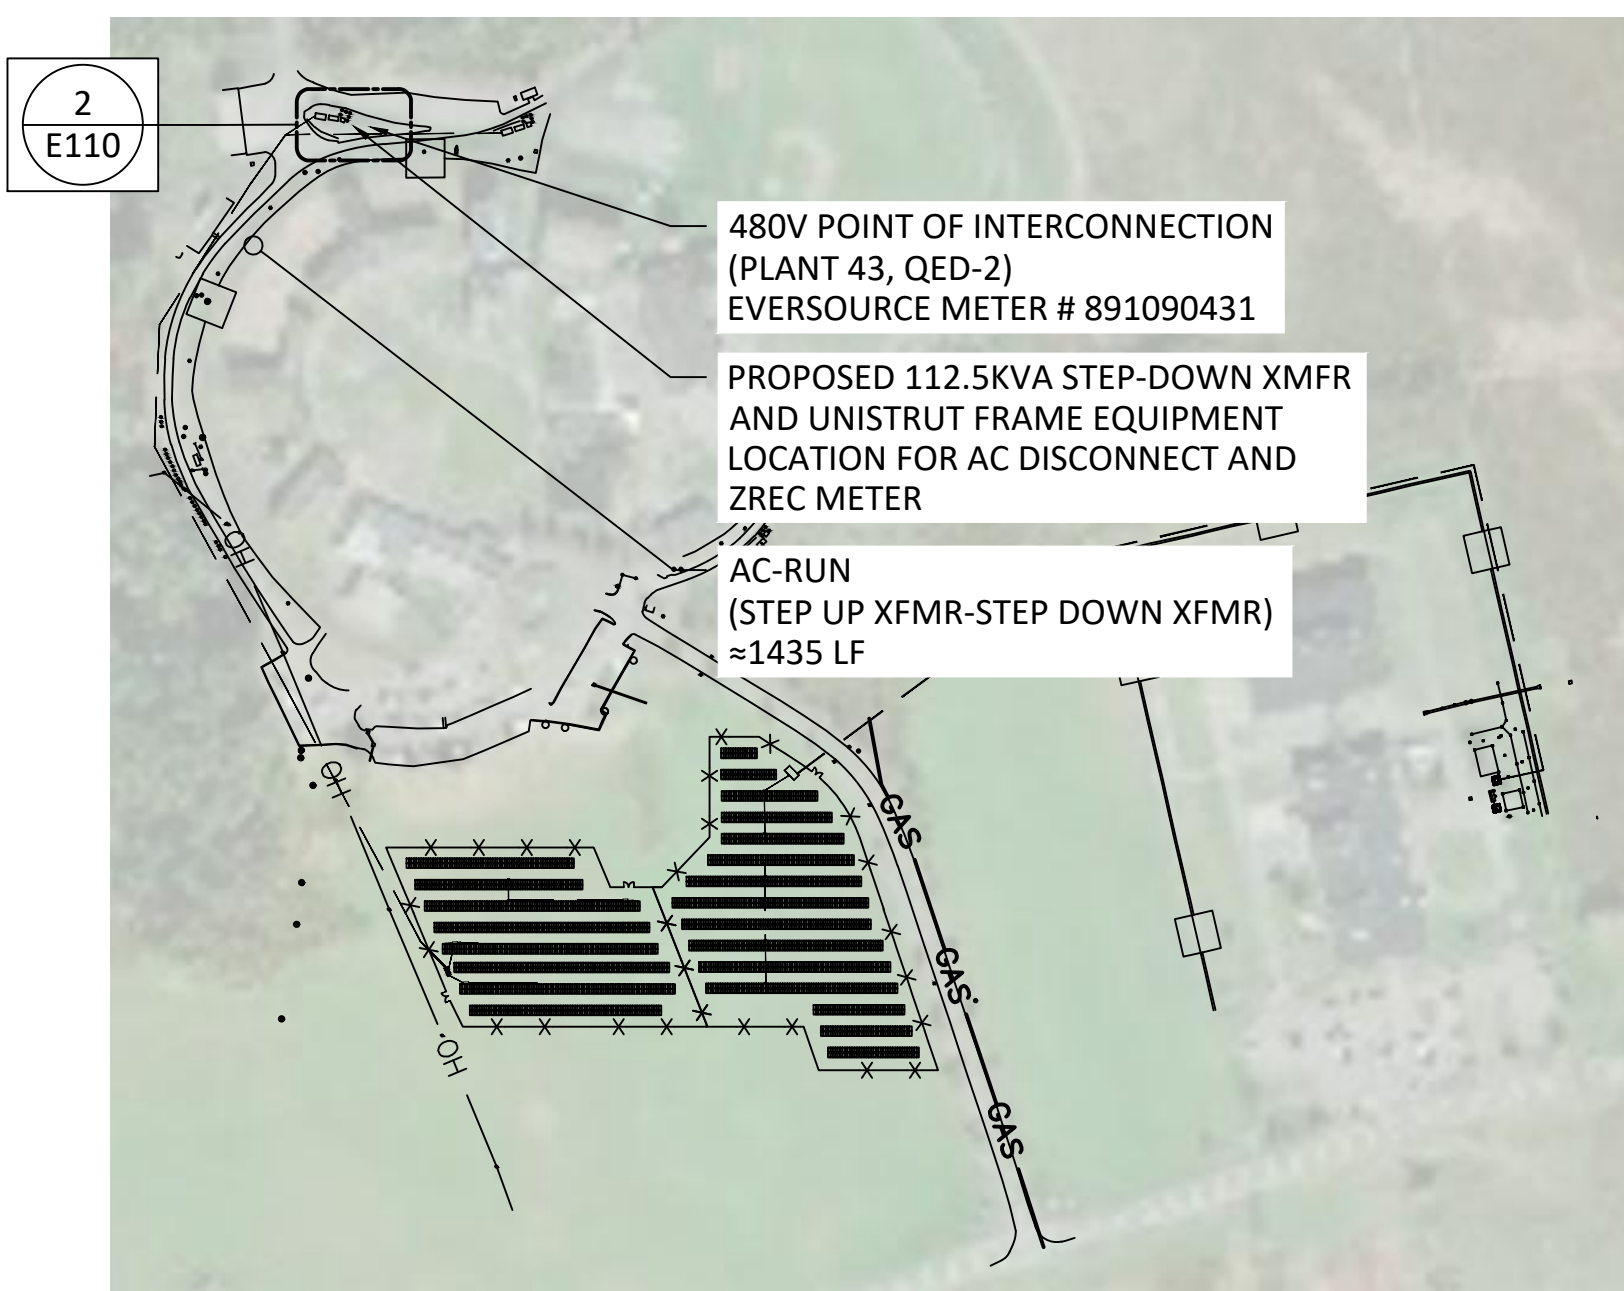 2
E110
480V POINT OF INTERCONNECTION
(PLANT 43, QED-2)
EVERSOURCE METER # 891090431
PROPOSED 112.5KVA STEP-DOWN XMFR
AND UNISTRUT FRAME EQUIPMENT
LOCATION FOR AC DISCONNECT AND
ZREC METER
AC-RUN
(STEP UP XFMR-STEP DOWN XFMR)
≈1435 LF
OH
OH
OH
GAS
GAS
GAS